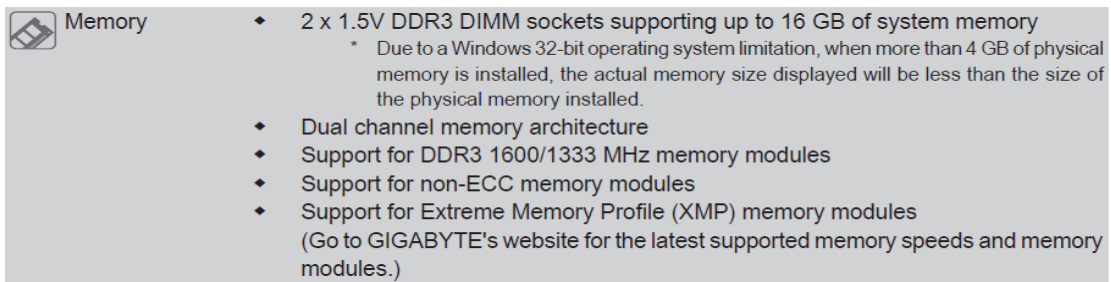 Memory ◆ 2 x 1.5V DDR3 DIMM sockets supporting up to 16 GB of system memory
* Due to a Windows 32-bit operating system limitation, when more than 4 GB of physical
memory is installed, the actual memory size displayed will be less than the size of
the physical memory installed.
◆ Dual channel memory architecture
◆ Support for DDR3 1600/1333 MHz memory modules
◆ Support for non-ECC memory modules
◆ Support for Extreme Memory Profile (XMP) memory modules
(Go to GIGABYTE's website for the latest supported memory speeds and memory
modules.)